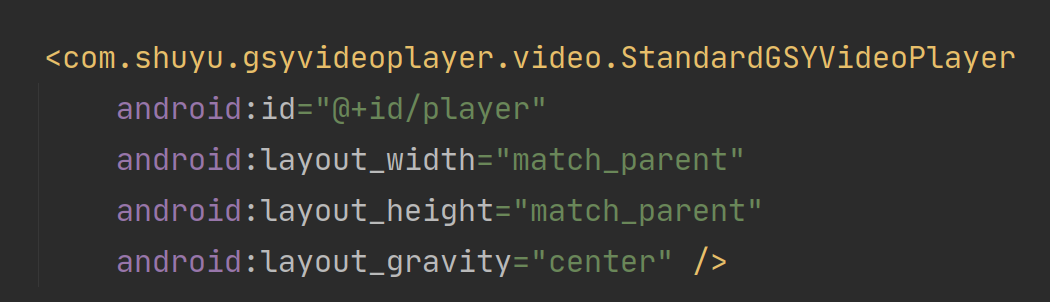 <com.shuyu.gsyvideoplayer.video.StandardGSYVideoPlayer
android:id="@+id/player"
android:layout_width="match_parent"
android:layout_height="match_parent"
android:layout_gravity="center" />